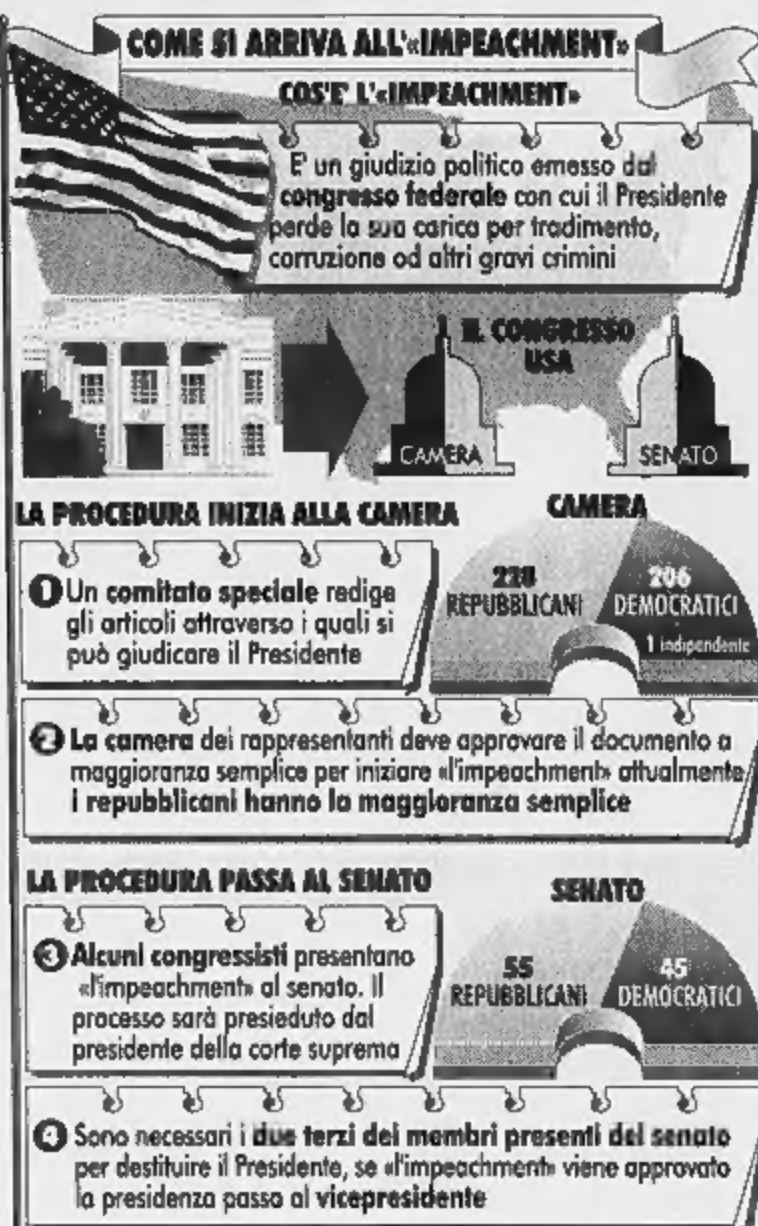 COME SI ARRIVA ALL'«IMPEACHMENT»
COS'E' L'«IMPEACHMENT»
E' un giudizio politico emesso dal
congresso federale con cui il Presidente
perde la sua carica per tradimento,
corruzione od altri gravi crimini
IL CONGRESSO
USA
CAMERA
SENATO
LA PROCEDURA INIZIA ALLA CAMERA
1 Un comitato speciale redige
gli articoli attraverso i quali si
può giudicare il Presidente
CAMERA
228
REPUBBLICANI
206
DEMOCRATICI
1 indipendente
2 La camera dei rappresentanti deve approvare il documento a
maggioranza semplice per iniziare «l'impeachment» attualmente
i repubblicani hanno la maggioranza semplice
LA PROCEDURA PASSA AL SENATO
3 Alcuni congressisti presentano
«l'impeachment» al senato. Il
processo sarà presieduto dal
presidente della corte suprema
SENATO
55
REPUBBLICANI
45
DEMOCRATICI
4 Sono necessari i due terzi dei membri presenti del senato
per destituire il Presidente, se «l'impeachment» viene approvato
la presidenza passa al vicepresidente